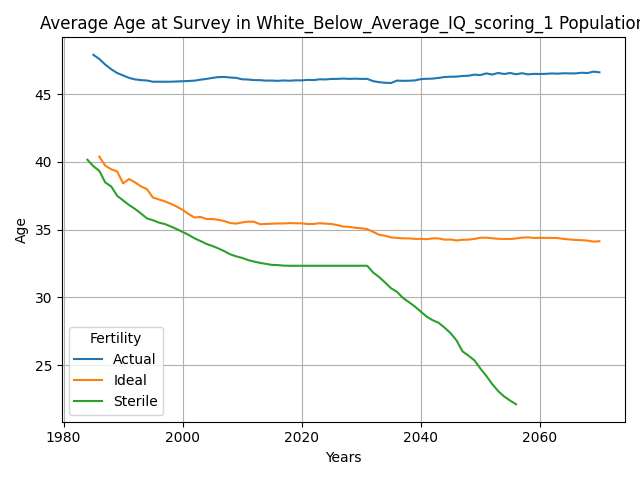 Average Age at Survey in White_Below_Average_IQ_scoring_1 Population
Age
45
40
35
30
25
Fertility
Actual
Ideal
Sterile
1980
2000
2020
2040
2060
Years